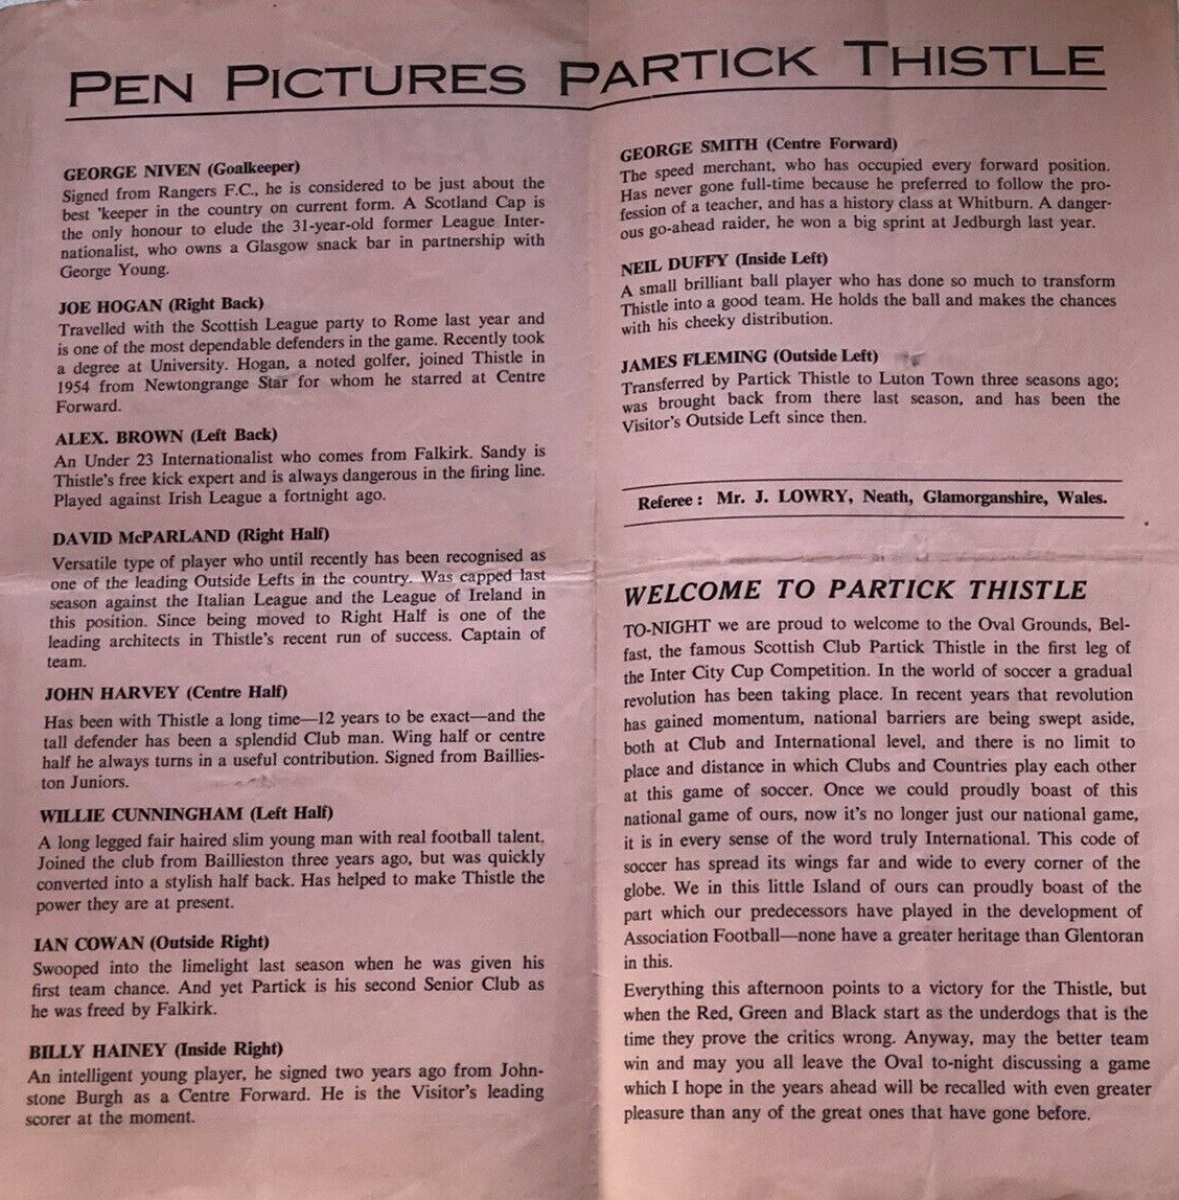 PEN PICTURES PARTICK THISTLE
GEORGE NIVEN (Goalkeeper)
Signed from Rangers F.C., he is considered to be just about the
best 'keeper in the country on current form. A Scotland Cap is
the only honour to elude the 31-year-old former League Inter-
nationalist, who owns a Glasgow snack bar in partnership with
George Young.
JOE HOGAN (Right Back)
Travelled with the Scottish League party to Rome last year and
is one of the most dependable defenders in the game. Recently took
a degree at University. Hogan, a noted golfer, joined Thistle in
1954 from Newtongrange Star for whom he starred at Centre
Forward.
ALEX. BROWN (Left Back)
An Under 23 Internationalist who comes from Falkirk. Sandy is
Thistle's free kick expert and is always dangerous in the firing line.
Played against Irish League a fortnight ago.
DAVID McPARLAND (Right Half)
Versatile type of player who until recently has been recognised as
one of the leading Outside Lefts in the country. Was capped last
season against the Italian League and the League of Ireland in
this position. Since being moved to Right Half is one of the
leading architects in Thistle's recent run of success. Captain of
team.
JOHN HARVEY (Centre Half)
Has been with Thistle a long time—12 years to be exact—and the
tall defender has been a splendid Club man. Wing half or centre
half he always turns in a useful contribution. Signed from Baillies-
ton Juniors.
WILLIE CUNNINGHAM (Left Half)
A long legged fair haired slim young man with real football talent.
Joined the club from Baillieston three years ago, but was quickly
converted into a stylish half back. Has helped to make Thistle the
power they are at present.
IAN COWAN (Outside Right)
Swooped into the limelight last season when he was given his
first team chance. And yet Partick is his second Senior Club as
he was freed by Falkirk.
BILLY HAINEY (Inside Right)
An intelligent young player, he signed two years ago from John-
stone Burgh as a Centre Forward. He is the Visitor's leading
scorer at the moment.
GEORGE SMITH (Centre Forward)
The speed merchant, who has occupied every forward position.
Has never gone full-time because he preferred to follow the pro-
fession of a teacher, and has a history class at Whitburn. A danger-
ous go-ahead raider, he won a big sprint at Jedburgh last year.
NEIL DUFFY (Inside Left)
A small brilliant ball player who has done so much to transform
Thistle into a good team. He holds the ball and makes the chances
with his cheeky distribution.
JAMES FLEMING (Outside Left)
Transferred by Partick Thistle to Luton Town three seasons ago;
was brought back from there last season, and has been the
Visitor's Outside Left since then.
Referee : Mr. J. LOWRY, Neath, Glamorganshire, Wales.
WELCOME TO PARTICK THISTLE
TO-NIGHT we are proud to welcome to the Oval Grounds, Bel-
fast, the famous Scottish Club Partick Thistle in the first leg of
the Inter City Cup Competition. In the world of soccer a gradual
revolution has been taking place. In recent years that revolution
has gained momentum, national barriers are being swept aside,
both at Club and International level, and there is no limit to
place and distance in which Clubs and Countries play each other
at this game of soccer. Once we could proudly boast of this
national game of ours, now it's no longer just our national game,
it is in every sense of the word truly International. This code of
soccer has spread its wings far and wide to every corner of the
globe. We in this little Island of ours can proudly boast of the
part which our predecessors have played in the development of
Association Football—none have a greater heritage than Glentoran
in this.
Everything this afternoon points to a victory for the Thistle, but
when the Red, Green and Black start as the underdogs that is the
time they prove the critics wrong. Anyway, may the better team
win and may you all leave the Oval to-night discussing a game
which I hope in the years ahead will be recalled with even greater
pleasure than any of the great ones that have gone before.